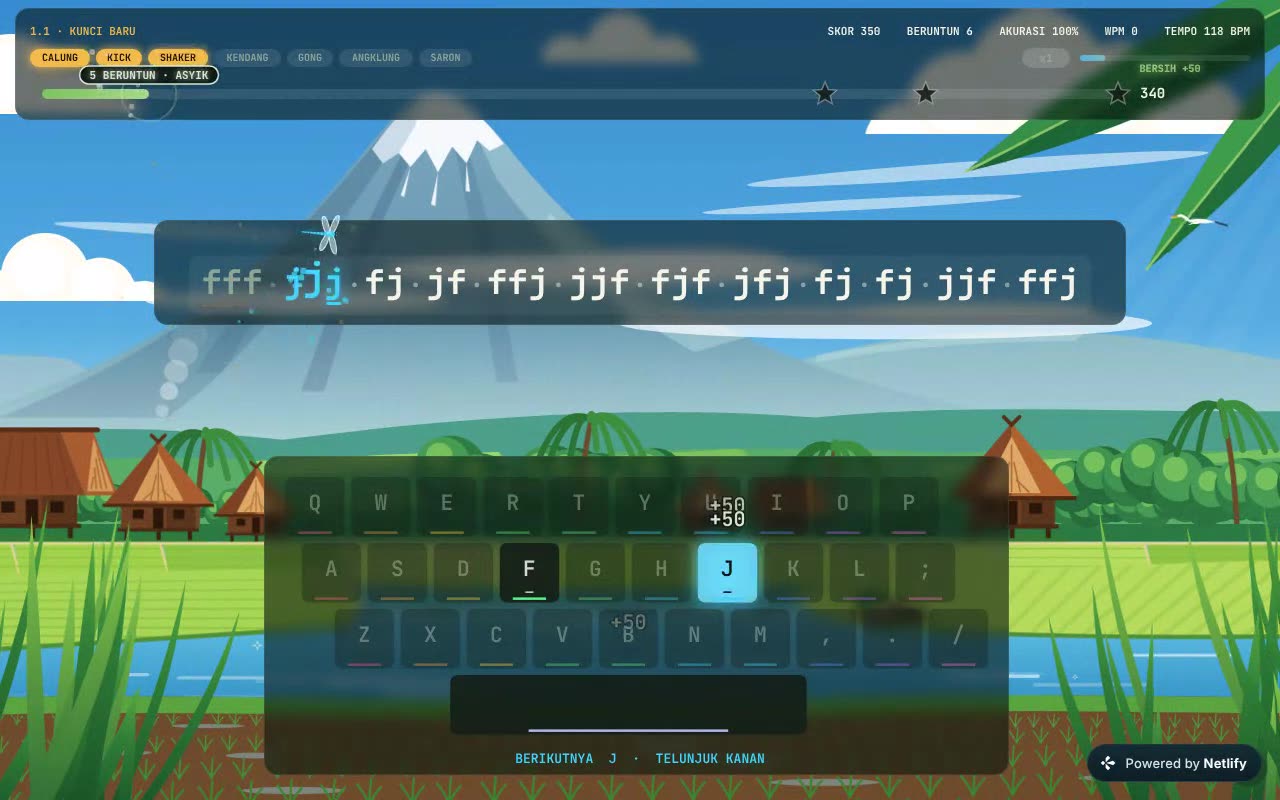 1.1 · KUNCI BARU
SKOR 350 BERUNTUN 6 AKURASI 100% WPM 0 TEMPO 118 BPM
CALUNG KICK SHAKER KENDANG GONG ANGKLUNG SARON
x1
5 BERUNTUN · ASYIK
BERSIH +50
340
fff · jjj · fj · jf · ffj · jjf · fjf · jfj · fj · fj · jjf · ffj
Q W E R T Y U I O P
+50
+50
A S D F G H J K L ;
+50
Z X C V B N M , . /
BERIKUTNYA J · TELUNJUK KANAN
Powered by Netlify